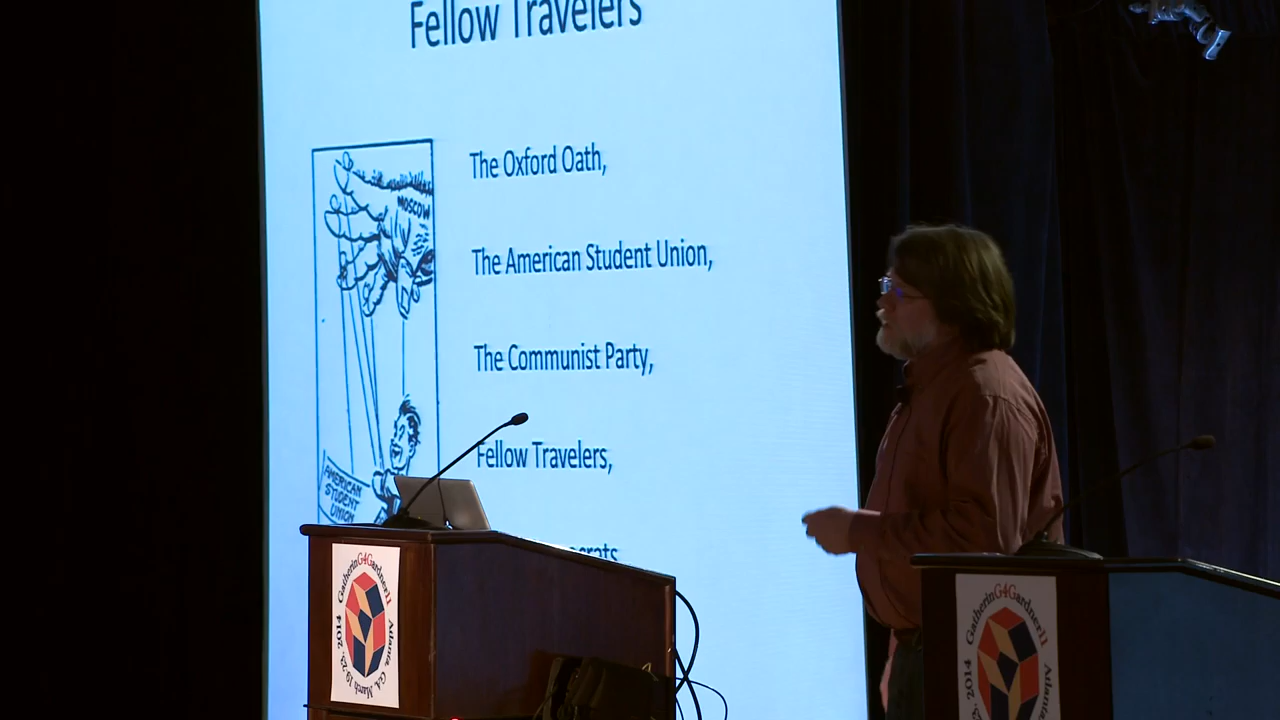 Fellow Travelers
MOSCOW
The Oxford Oath,
The American Student Union,
The Communist Party,
Fellow Travelers,
AMERICAN
STUDENT
UNION
GatherinG4Gardner11
Atlanta, GA, March 19-23, 2014
GatherinG4Gardner11
2014